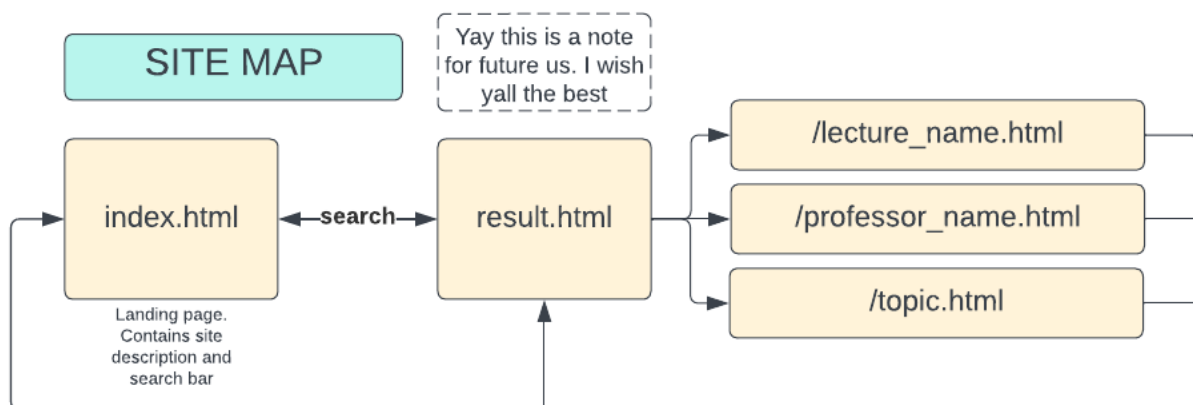 SITE MAP
Yay this is a note
for future us. I wish
yall the best
index.html
search
result.html
/lecture_name.html
/professor_name.html
/topic.html
Landing page.
Contains site
description and
search bar